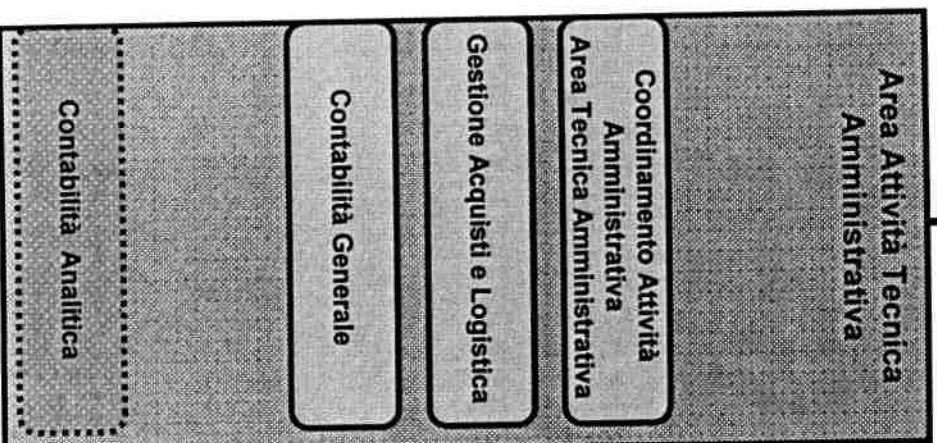 Area Attività Tecnica
Amministrativa
Coordinamento Attività
Amministrativa
Area Tecnica Amministrativa
Gestione Acquisti e Logistica
Contabilità Generale
Contabilità Analitica